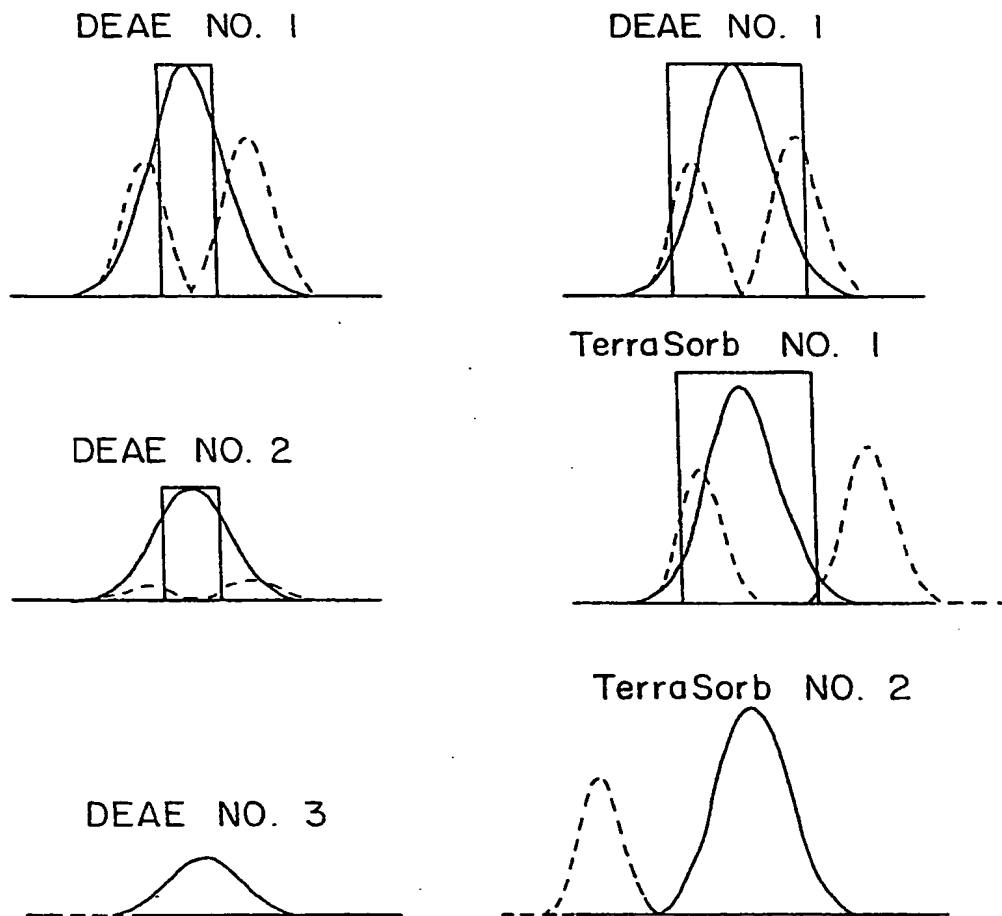 DEAE NO. 1
DEAE NO. 2
DEAE NO. 3
DEAE NO. 1
TerraSorb NO. 1
TerraSorb NO. 2